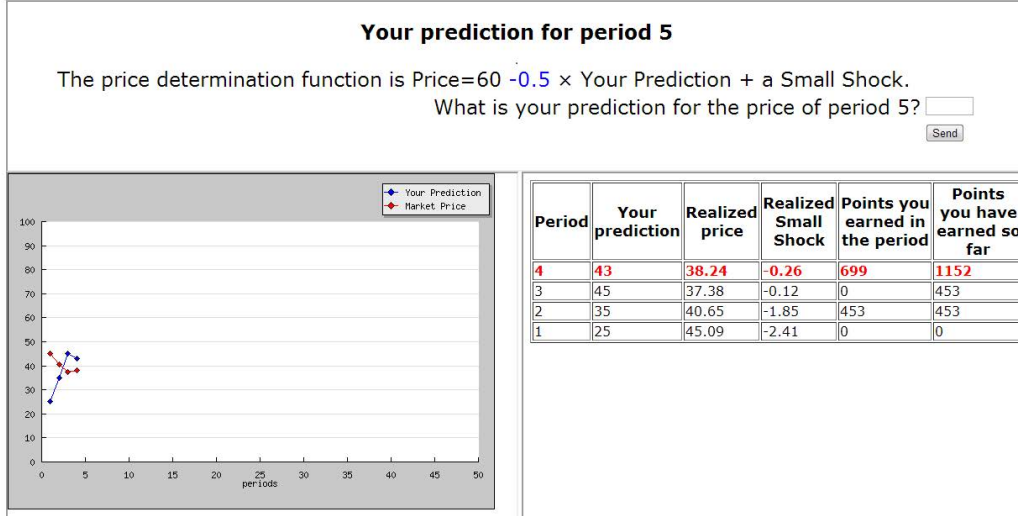 Your prediction for period 5
The price determination function is Price=60 -0.5 × Your Prediction + a Small Shock.
What is your prediction for the price of period 5?
Send
Your Prediction
Market Price
100
90
80
70
60
50
40
30
20
10
0
0 5 10 15 20 25 30 35 40 45 50
periods
Period Your prediction Realized price Realized Small Shock Points you earned in the period Points you have earned so far
4 43 38.24 -0.26 699 1152
3 45 37.38 -0.12 0 453
2 35 40.65 -1.85 453 453
1 25 45.09 -2.41 0 0